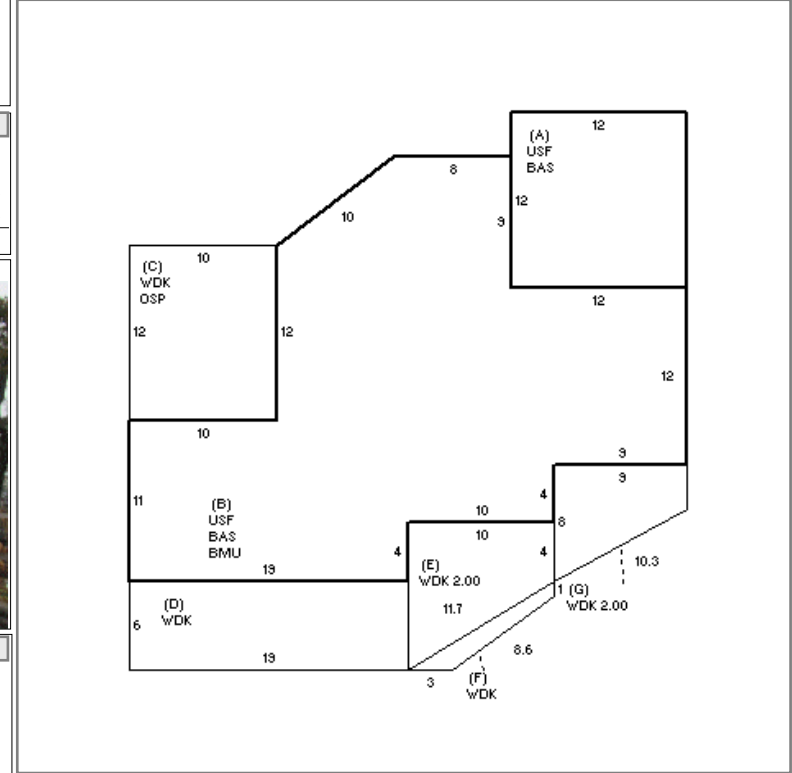 12
(A)
USF
BAS
8
12
9
10
10
(C)
WDK
OSP
12
12
12
12
10
9
9
11
(B)
USF
BAS
BMU
4
10
10
8
4
4
19
(E)
WDK 2.00
10.3
1
(G)
WDK 2.00
(D)
WDK
11.7
6
19
8.6
3
(F)
WDK